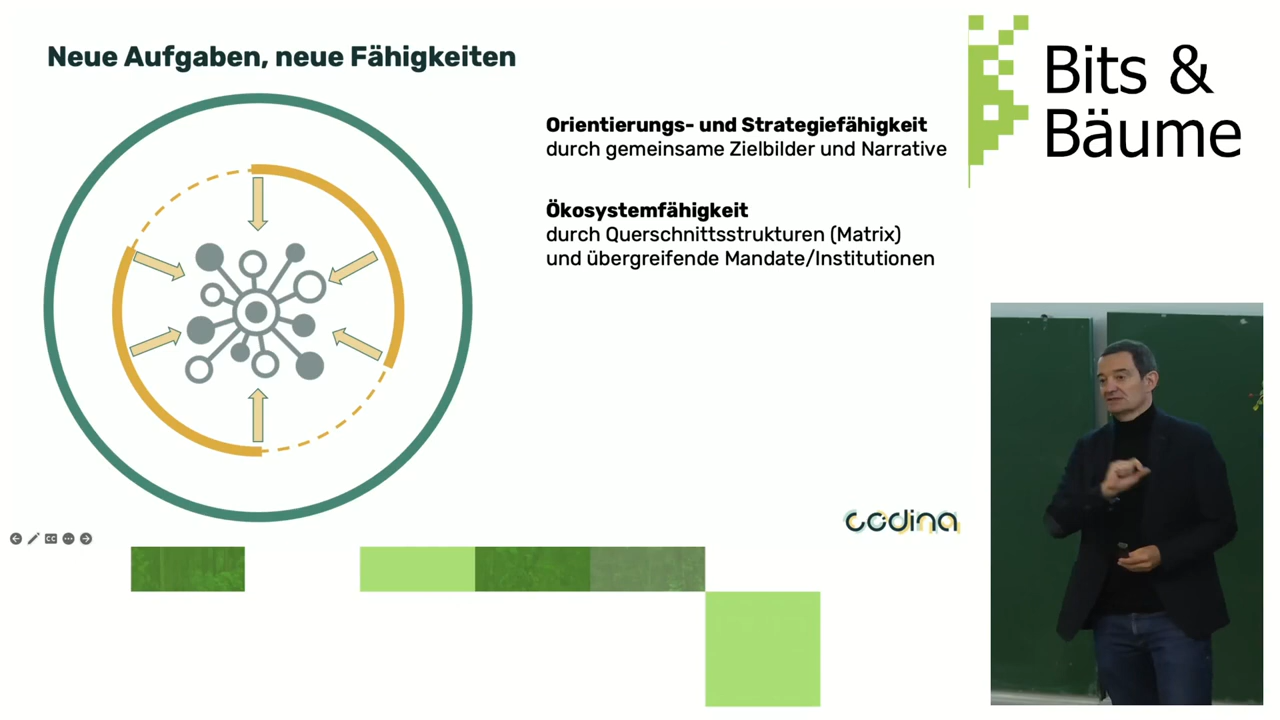 Neue Aufgaben, neue Fähigkeiten
Orientierungs- und Strategiefähigkeit
durch gemeinsame Zielbilder und Narrative
Ökosystemfähigkeit
durch Querschnittsstrukturen (Matrix)
und übergreifende Mandate/Institutionen
Bits &
Bäume
codina
CC